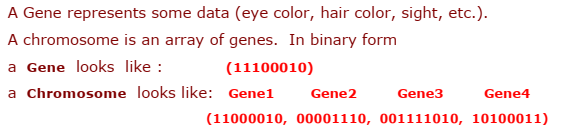 A Gene represents some data (eye color, hair color, sight, etc.).
A chromosome is an array of genes. In binary form
a Gene looks like : (11100010)
a Chromosome looks like: Gene1 Gene2 Gene3 Gene4
(11000010, 00001110, 001111010, 10100011)